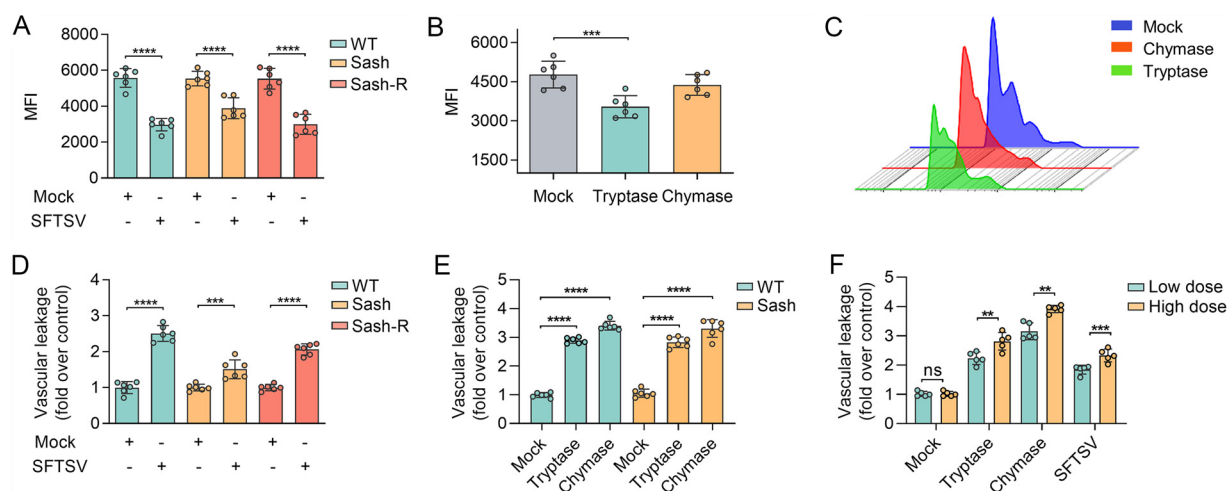 A
MFI
8000
6000
4000
2000
0
****
****
****
WT
Sash
Sash-R
Mock + - + - + -
SFTSV - + - + - +
B
MFI
6000
4500
3000
1500
***
Mock Tryptase Chymase
C
Mock
Chymase
Tryptase
D
Vascular leakage
(fold over control)
4
3
2
1
0
****
***
****
WT
Sash
Sash-R
Mock + - + - + -
SFTSV - + - + - +
E
Vascular leakage
(fold over control)
5
4
3
2
1
0
****
****
****
****
WT
Sash
Mock Tryptase Chymase Mock Tryptase Chymase
F
Vascular leakage
(fold over control)
5
4
3
2
1
0
ns
**
**
***
Low dose
High dose
Mock Tryptase Chymase SFTSV